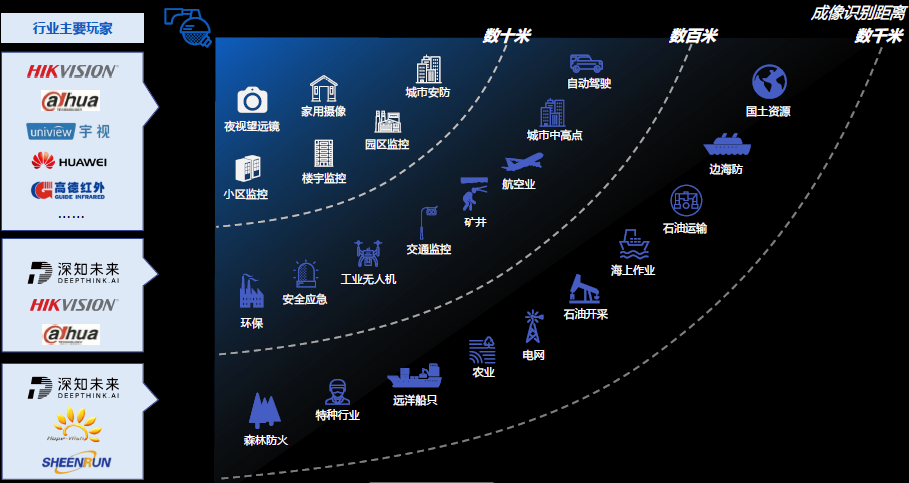 行业主要玩家
HIKVISION
alhua
TECHNOLOGY
uniview 宇视
HUAWEI
高德红外
GUIDE INFRARED
……
深知未来
DEEPTHINK.AI
HIKVISION
alhua
TECHNOLOGY
深知未来
DEEPTHINK.AI
Hope-Wish
SHEENRUN
成像识别距离
数十米
数百米
数千米
夜视望远镜
家用摄像
城市安防
小区监控
楼宇监控
园区监控
自动驾驶
城市中高点
航空业
矿井
交通监控
工业无人机
安全应急
环保
国土资源
边海防
石油运输
海上作业
石油开采
电网
农业
远洋船只
特种行业
森林防火